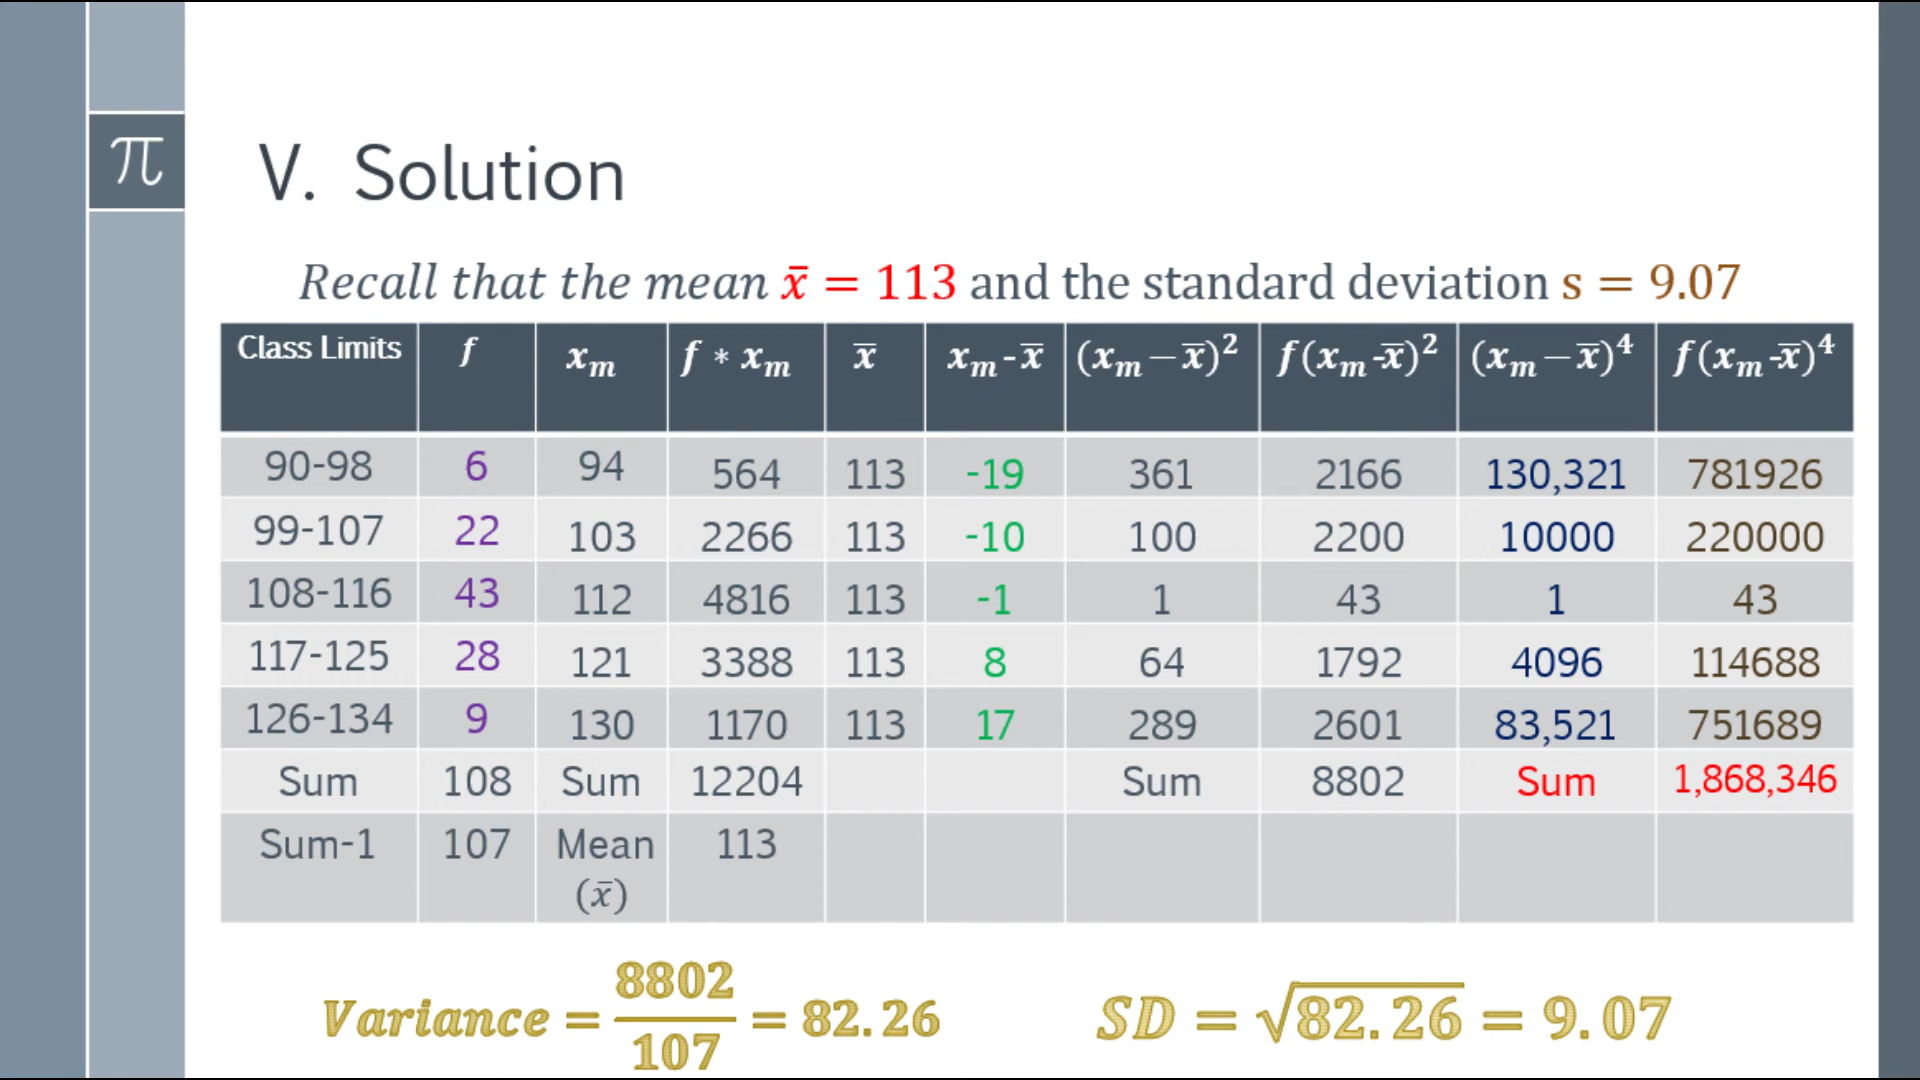 π
V. Solution
Recall that the mean x̄ = 113 and the standard deviation s = 9.07
Class Limits f xₘ f * xₘ x̄ xₘ-x̄ (xₘ−x̄)² f(xₘ-x̄)² (xₘ−x̄)⁴ f(xₘ-x̄)⁴
90-98 6 94 564 113 -19 361 2166 130,321 781926
99-107 22 103 2266 113 -10 100 2200 10000 220000
108-116 43 112 4816 113 -1 1 43 1 43
117-125 28 121 3388 113 8 64 1792 4096 114688
126-134 9 130 1170 113 17 289 2601 83,521 751689
Sum 108 Sum 12204 Sum 8802 Sum 1,868,346
Sum-1 107 Mean (x̄) 113
Variance = 8802/107 = 82.26
SD = √82.26 = 9.07